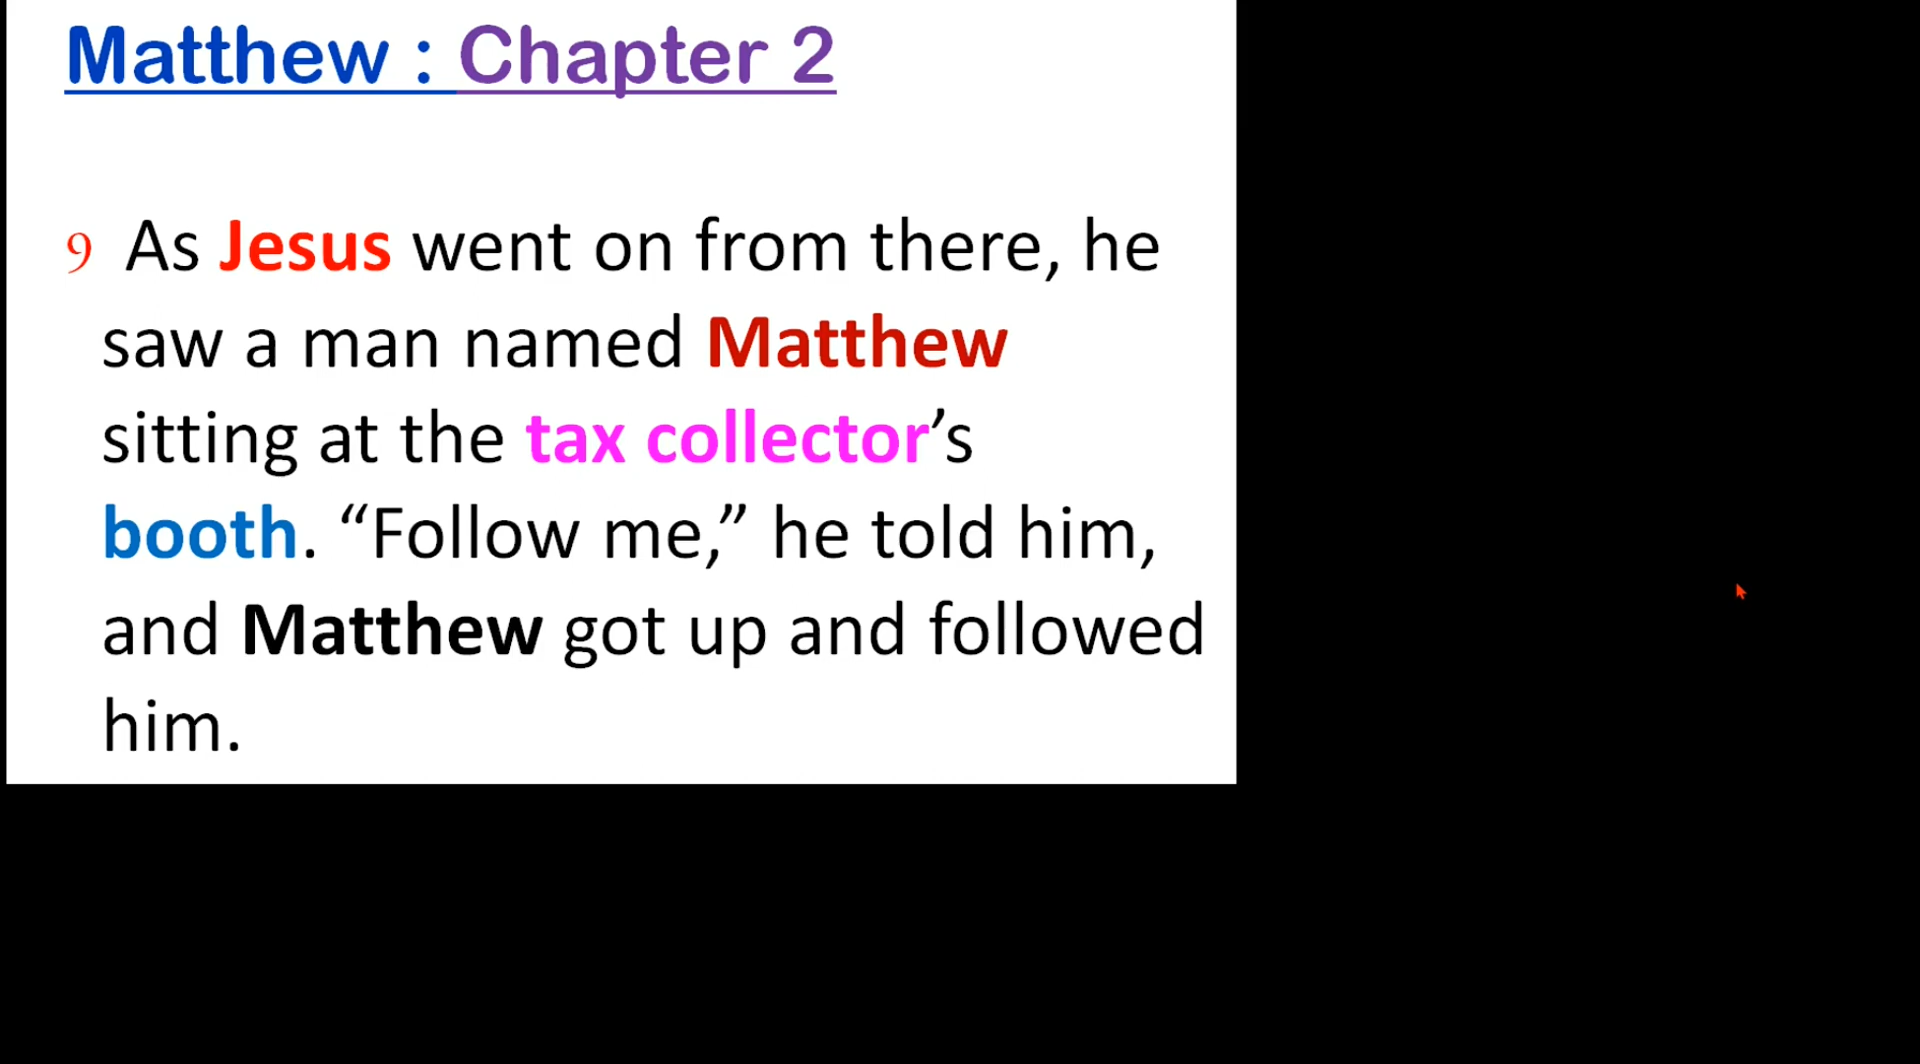 Matthew : Chapter 2
9 As Jesus went on from there, he
saw a man named Matthew
sitting at the tax collector’s
booth. “Follow me,” he told him,
and Matthew got up and followed
him.